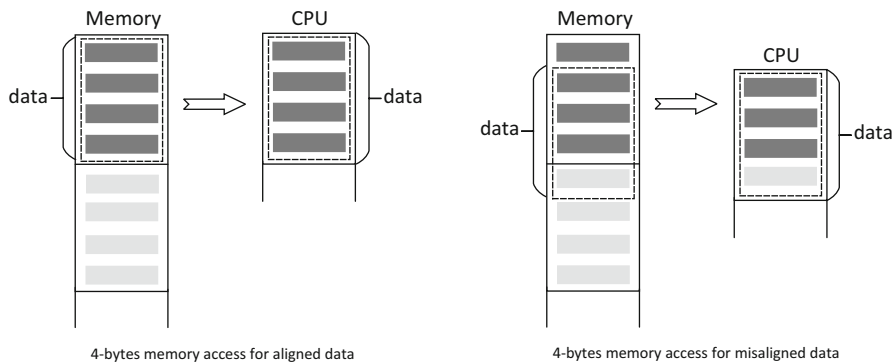 Memory
CPU
data
data
4-bytes memory access for aligned data
Memory
CPU
data
data
4-bytes memory access for misaligned data